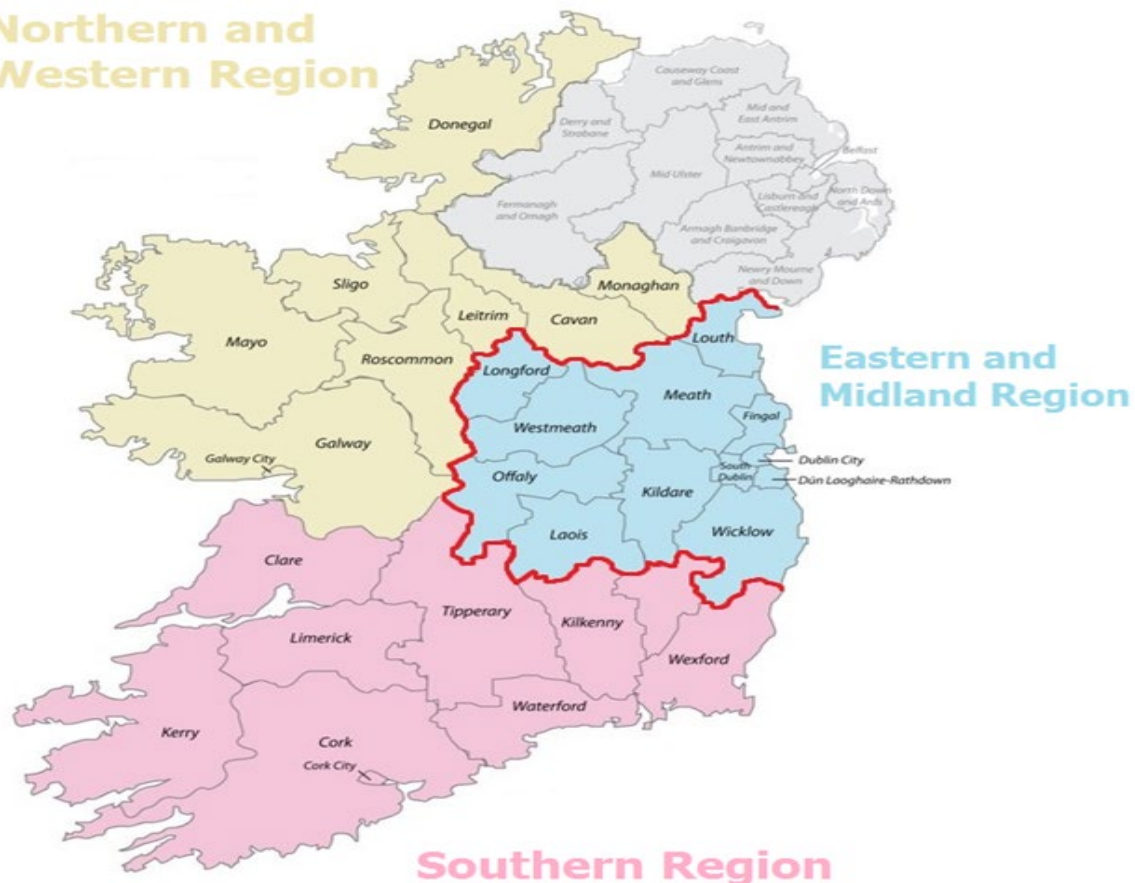 Northern and
Western Region
Causeway Coast
and Glens
Donegal
Derry and
Strabane
Mid and
East Antrim
Antrim and
Newtownabbey
Belfast
Mid Ulster
Fermanagh
and Omagh
Lisburn and
Castlereagh
North Down
and Ards
Armagh Banbridge
and Craigavon
Newry Mourne
and Down
Monaghan
Sligo
Leitrim
Cavan
Mayo
Roscommon
Louth
Longford
Eastern and
Midland Region
Meath
Fingal
Westmeath
Galway
Galway City
Dublin City
South
Dublin
Dún Laoghaire-Rathdown
Offaly
Kildare
Laois
Wicklow
Clare
Tipperary
Kilkenny
Limerick
Wexford
Waterford
Kerry
Cork
Cork City
Southern Region